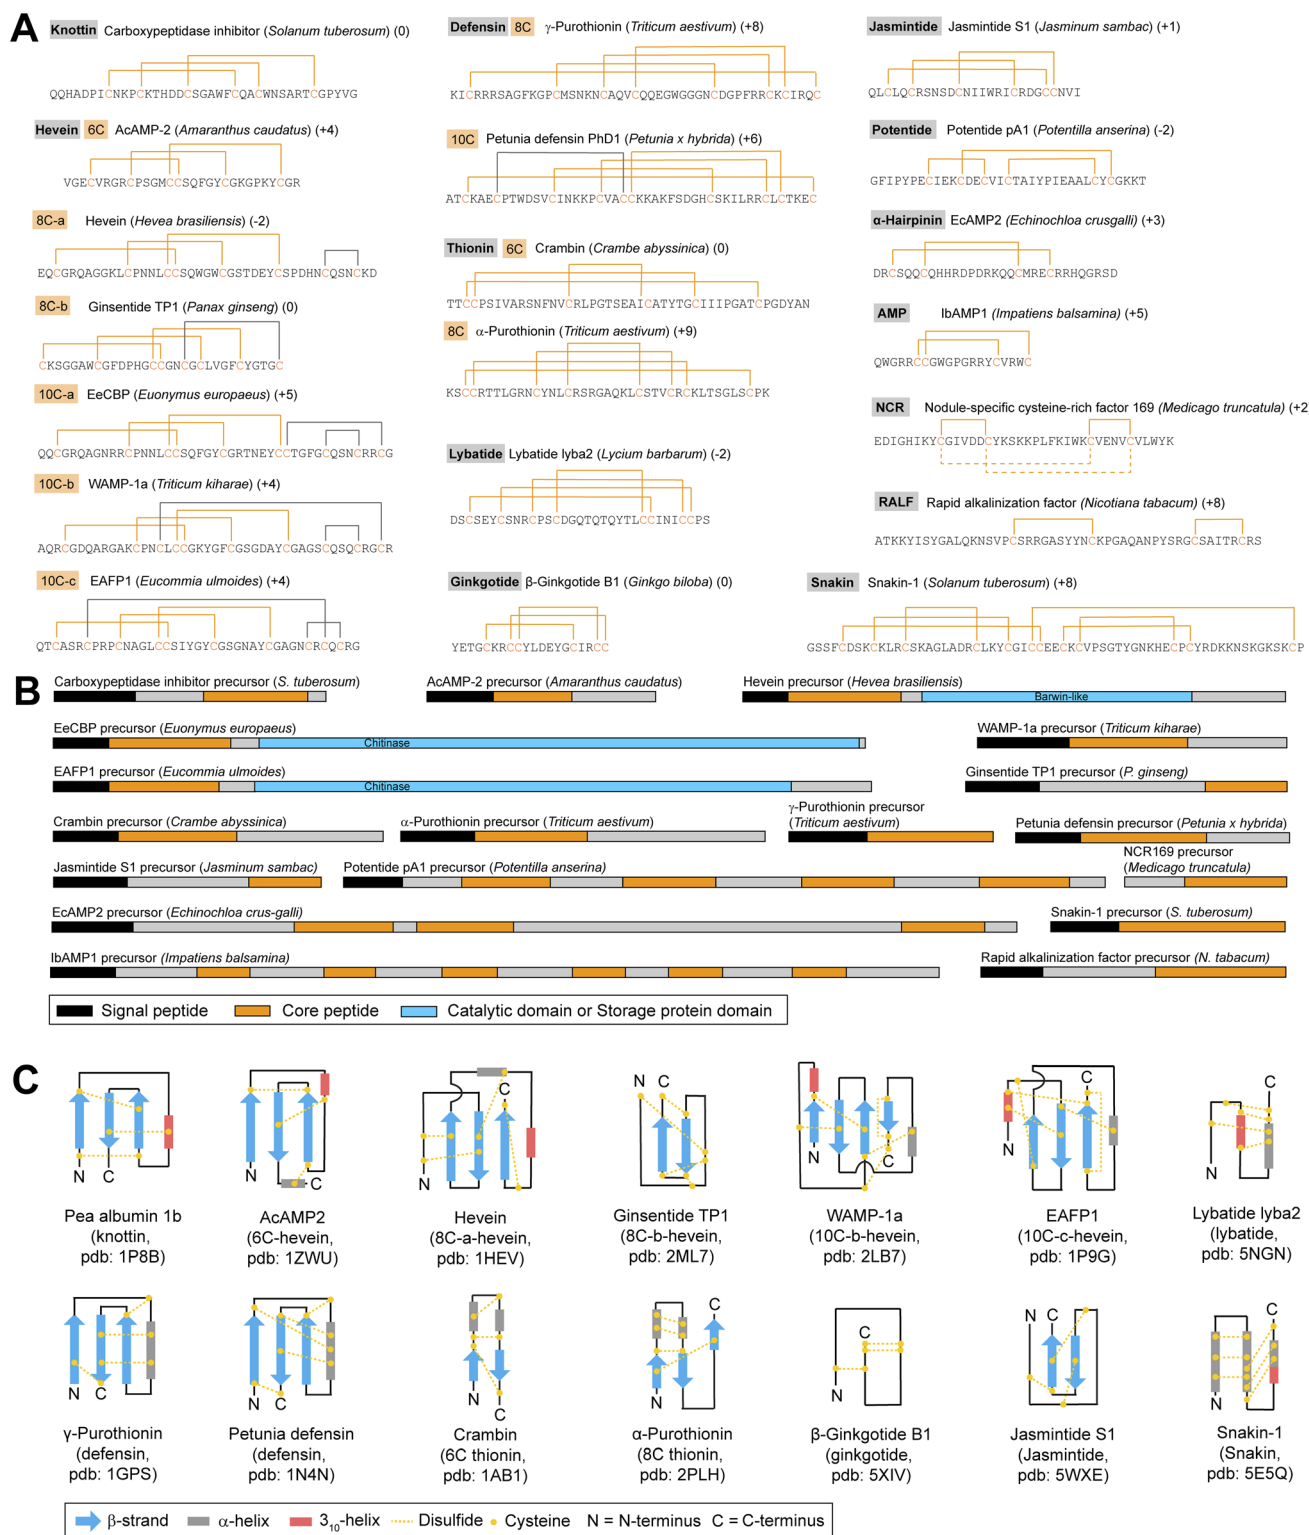 A
Knottin Carboxypeptidase inhibitor (Solanum tuberosum) (0)
QQHADPICNKPCKTHDDCSGAWFCQACWNSARTCGPYVG
Hevein 6C AcAMP-2 (Amaranthus caudatus) (+4)
VGECVRGRCPSGMCCSQFGYCGKGPKYCGR
8C-a Hevein (Hevea brasiliensis) (-2)
EQCGRQAGGKLCPNNLCCSQWGWCGSTDEYCSPDHNCQSNCKD
8C-b Ginsentide TP1 (Panax ginseng) (0)
CKSGGAWCGFDPHGCCGNCGCLVGFCYGTGC
10C-a EeCBP (Euonymus europaeus) (+5)
QQCGRQAGNRRCPNNLCCSQFGYCGRTNEYCCTGFGCQSNCRRCG
10C-b WAMP-1a (Triticum kiharae) (+4)
AQRCGDQARGAKCPNCLCCGKYGFCGSGDAYCGAGSCQSQCRGCR
10C-c EAFP1 (Eucommia ulmoides) (+4)
QTCASRCPRPCNAGLCCSIYGYCGSGNAYCGAGNCRCQCRG
Defensin 8C γ-Purothionin (Triticum aestivum) (+8)
KICRRRSAGFKGPCMSNKNCAQVCQQEGWGGGNCDGPFRRCKCIRQC
10C Petunia defensin PhD1 (Petunia x hybrida) (+6)
ATCKAECPTWDSVCINKKPCVACCKKAKFSDGHCSKILRRCLCTKEC
Thionin 6C Crambin (Crambe abyssinica) (0)
TTCCPSIVARSNFNVCRLPGTSEAICATYTGCIIIPGATCPGDYAN
8C α-Purothionin (Triticum aestivum) (+9)
KSCCRTTLGRNCYNLCRSRGAQKLCSTVCRCKLTSGLSCPK
Lybatide Lybatide lyba2 (Lycium barbarum) (-2)
DSCSEYCSNRCPSCDGQTQTQYTLCCINICCPS
Ginkgotide β-Ginkgotide B1 (Ginkgo biloba) (0)
YETGCKRCCYLDEYGCIRCC
Jasmintide Jasmintide S1 (Jasminum sambac) (+1)
QLCLQCRSNSDCNIIWRICRDGCCNVI
Potentide Potentide pA1 (Potentilla anserina) (-2)
GFIPYPECIEKCDECVICTAIYPIEAALCYCGKKT
α-Hairpinin EcAMP2 (Echinochloa crusgalli) (+3)
DRCSQQCQHHRDPDRKQQCMRECRRHQGRSD
AMP IbAMP1 (Impatiens balsamina) (+5)
QWGRRCCGWGPGRRYCVRWC
NCR Nodule-specific cysteine-rich factor 169 (Medicago truncatula) (+2
EDIGHIKYCGIVDDCYKSKKPLFKIWKCVENVCVLWYK
RALF Rapid alkalinization factor (Nicotiana tabacum) (+8)
ATKKYISYGALQKNSVPCSRRGASYYNCKPGAQANPYSRGCSAITRCRS
Snakin Snakin-1 (Solanum tuberosum) (+8)
GSSFCDSKCKLRCSKAGLADRCLKYCGICCEECKCVPSGTYGNKHECPCYRDKKNSKGKSKCP
B
Carboxypeptidase inhibitor precursor (S. tuberosum)
AcAMP-2 precursor (Amaranthus caudatus)
Hevein precursor (Hevea brasiliensis)
Barwin-like
EeCBP precursor (Euonymus europaeus)
Chitinase
WAMP-1a precursor (Triticum kiharae)
EAFP1 precursor (Eucommia ulmoides)
Chitinase
Ginsentide TP1 precursor (P. ginseng)
Crambin precursor (Crambe abyssinica)
α-Purothionin precursor (Triticum aestivum)
γ-Purothionin precursor
(Triticum aestivum)
Petunia defensin precursor (Petunia x hybrida)
Jasmintide S1 precursor (Jasminum sambac)
Potentide pA1 precursor (Potentilla anserina)
NCR169 precursor
(Medicago truncatula)
EcAMP2 precursor (Echinochloa crus-galli)
Snakin-1 precursor (S. tuberosum)
IbAMP1 precursor (Impatiens balsamina)
Rapid alkalinization factor precursor (N. tabacum)
Signal peptide Core peptide Catalytic domain or Storage protein domain
C
N C
Pea albumin 1b
(knottin,
pdb: 1P8B)
N C
AcAMP2
(6C-hevein,
pdb: 1ZWU)
C
N
Hevein
(8C-a-hevein,
pdb: 1HEV)
N C
Ginsentide TP1
(8C-b-hevein,
pdb: 2ML7)
N C
WAMP-1a
(10C-b-hevein,
pdb: 2LB7)
C
N
EAFP1
(10C-c-hevein,
pdb: 1P9G)
C
N
Lybatide lyba2
(lybatide,
pdb: 5NGN)
N C
γ-Purothionin
(defensin,
pdb: 1GPS)
N C
Petunia defensin
(defensin,
pdb: 1N4N)
N
C
Crambin
(6C thionin,
pdb: 1AB1)
C
N
α-Purothionin
(8C thionin,
pdb: 2PLH)
C
N
β-Ginkgotide B1
(ginkgotide,
pdb: 5XIV)
N C
Jasmintide S1
(Jasmintide,
pdb: 5WXE)
C
N
Snakin-1
(Snakin,
pdb: 5E5Q)
β-strand α-helix 3₁₀-helix Disulfide Cysteine N = N-terminus C = C-terminus